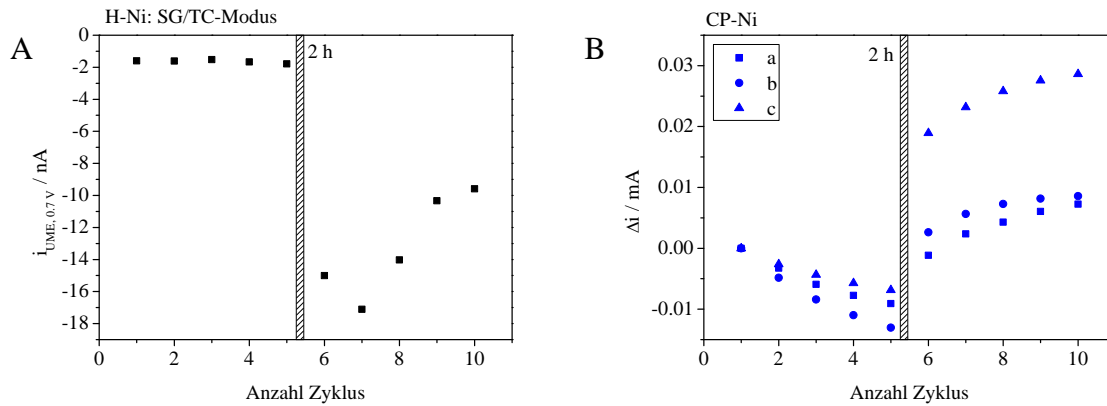 A
H-Ni: SG/TC-Modus
2 h
0
-2
-4
-6
-8
-10
-12
-14
-16
-18
i UME, 0.7 V / nA
0 2 4 6 8 10
Anzahl Zyklus
B
CP-Ni
a
b
c
2 h
0.03
0.02
0.01
0.00
-0.01
Δi / mA
0 2 4 6 8 10
Anzahl Zyklus